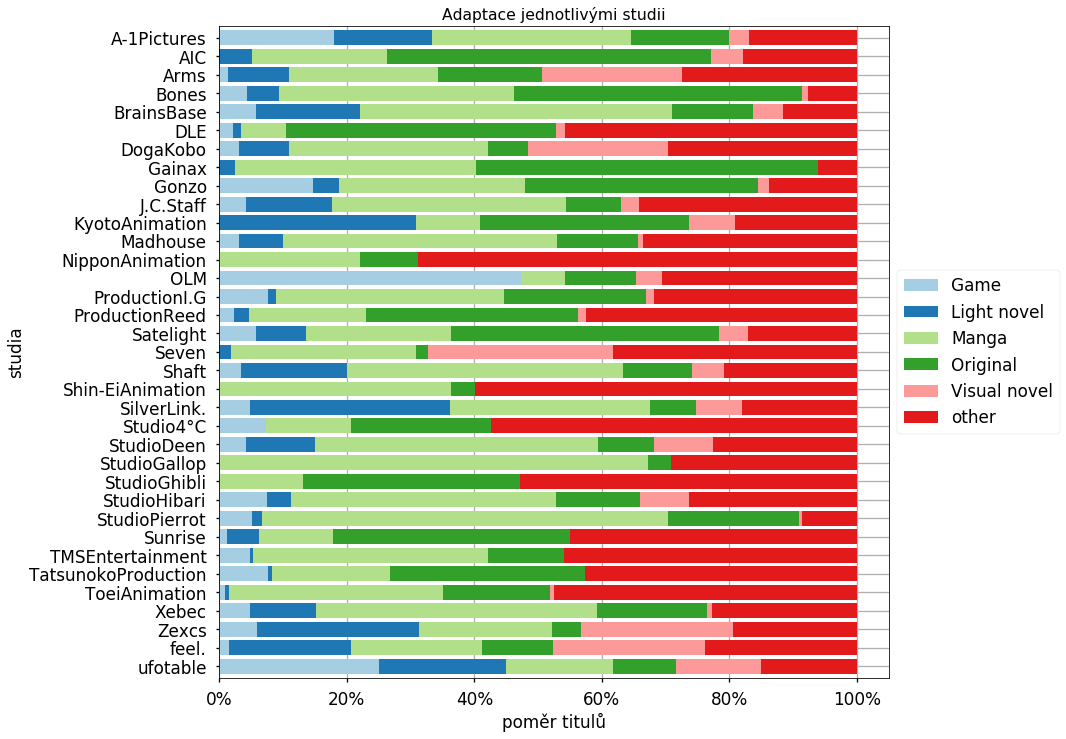 Adaptace jednotlivými studii
studia
A-1Pictures
AIC
Arms
Bones
BrainsBase
DLE
DogaKobo
Gainax
Gonzo
J.C.Staff
KyotoAnimation
Madhouse
NipponAnimation
OLM
ProductionI.G
ProductionReed
Satelight
Seven
Shaft
Shin-EiAnimation
SilverLink.
Studio4°C
StudioDeen
StudioGallop
StudioGhibli
StudioHibari
StudioPierrot
Sunrise
TMSEntertainment
TatsunokoProduction
ToeiAnimation
Xebec
Zexcs
feel.
ufotable
0% 20% 40% 60% 80% 100%
poměr titulů
Game
Light novel
Manga
Original
Visual novel
other